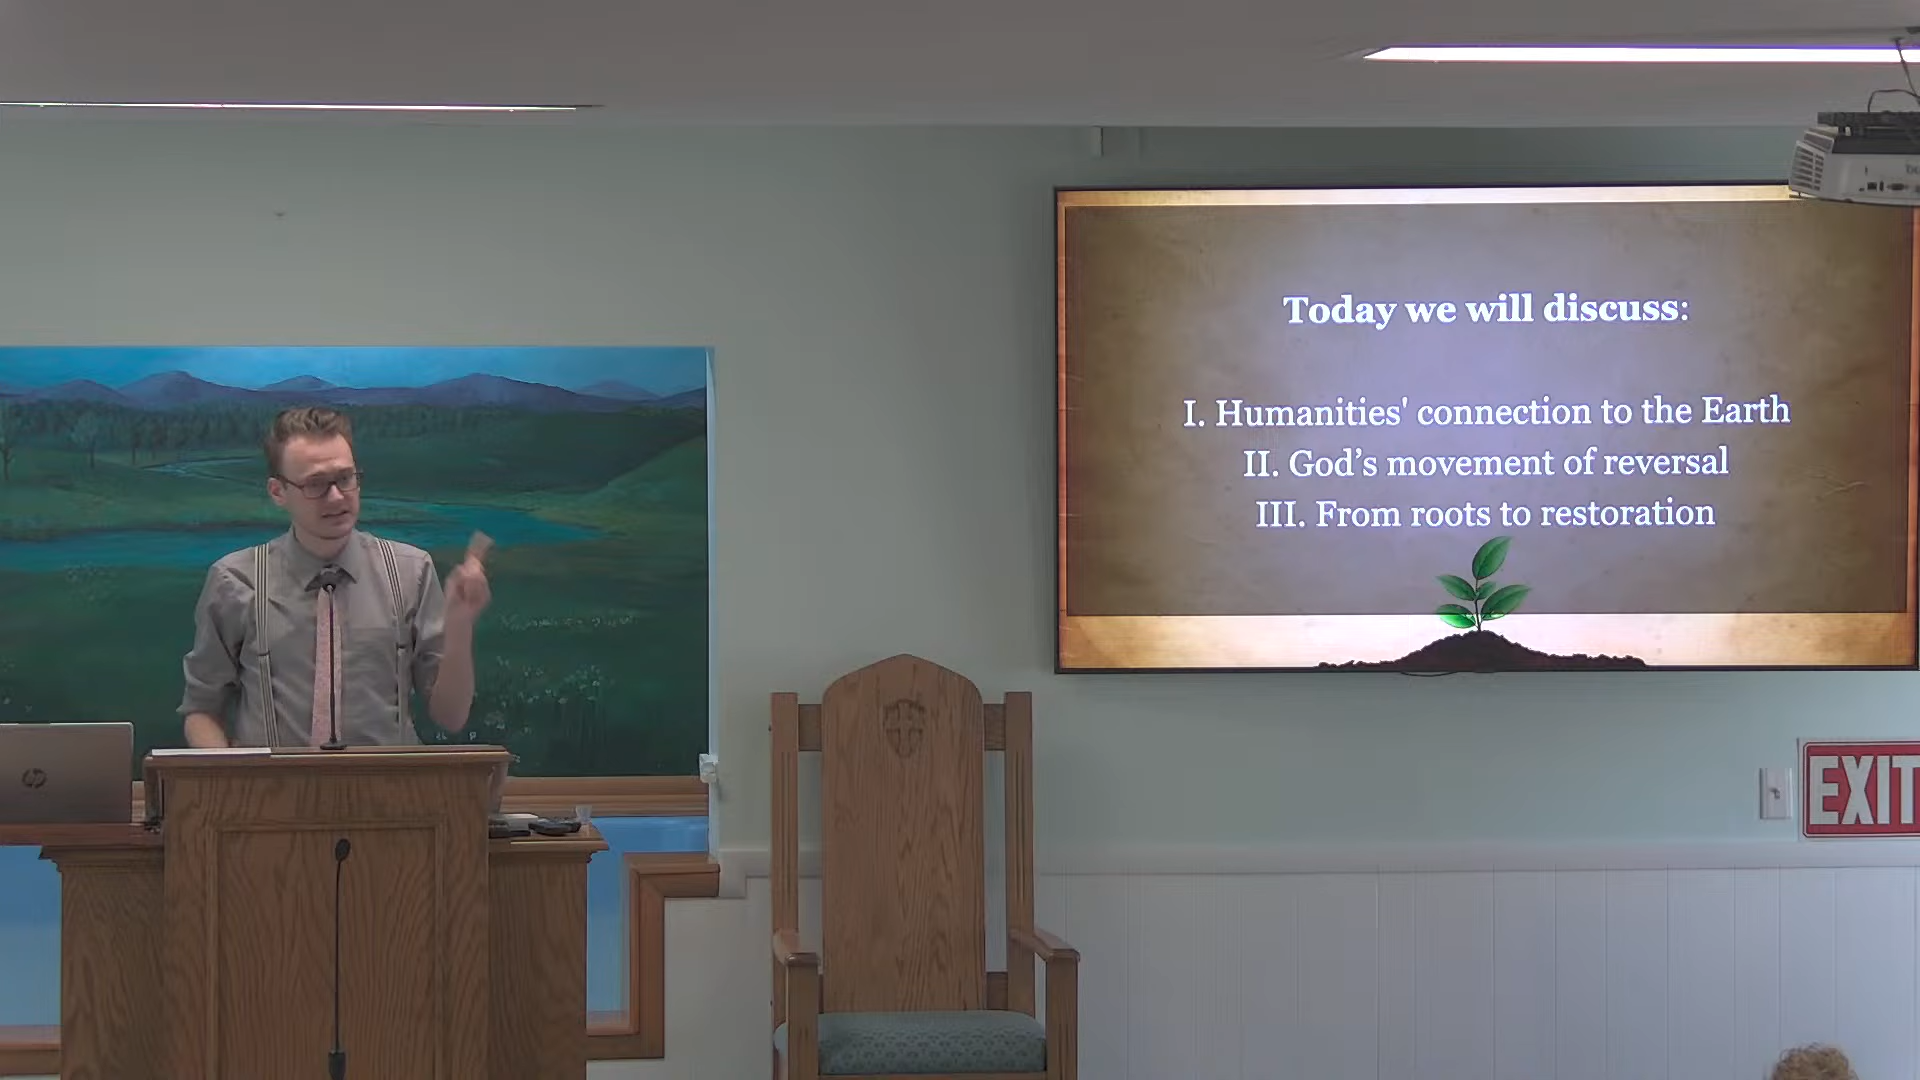 Today we will discuss:
I. Humanities' connection to the Earth
II. God’s movement of reversal
III. From roots to restoration
EXIT
hp